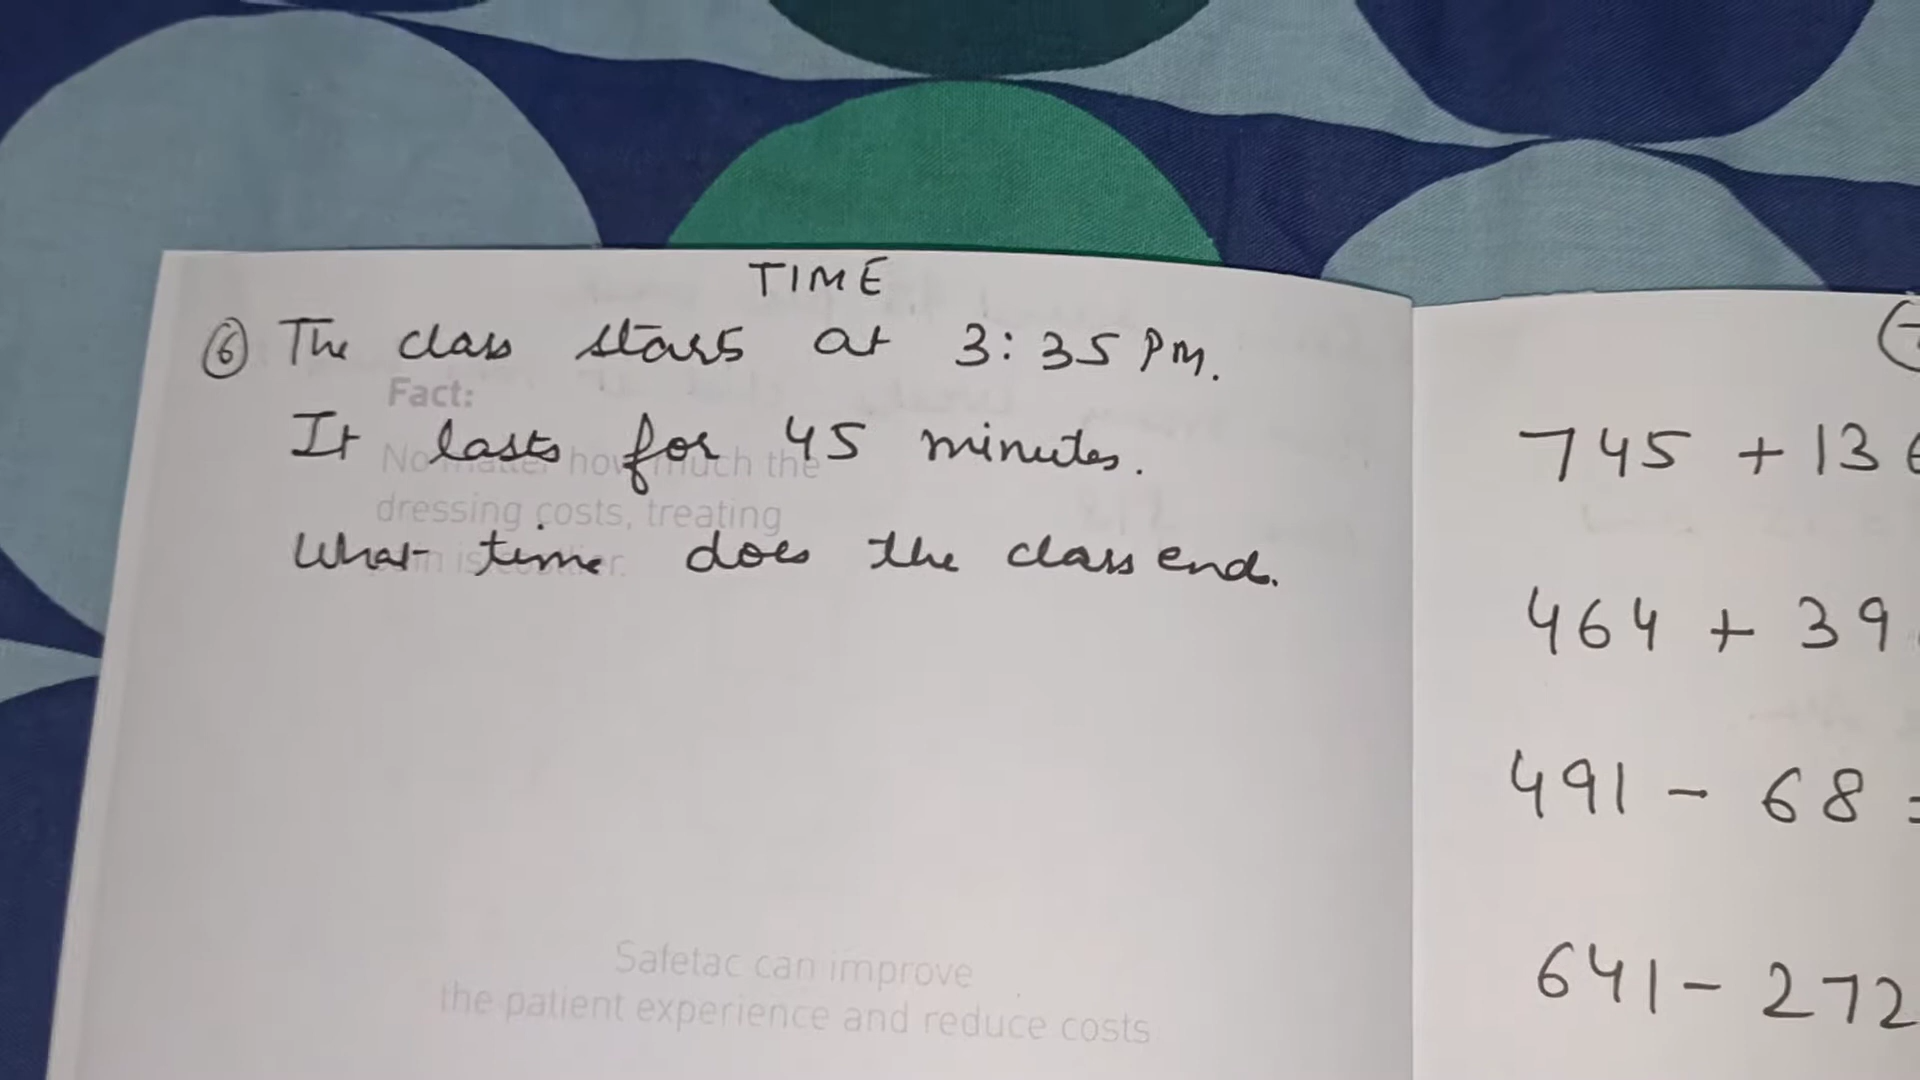 TIME
6 The class stars at 3:35 PM.
Fact:
It lasts for 45 minutes.
No matter how much the
dressing costs, treating
What time does the class end.
Safetac can improve
the patient experience and reduce costs
745 + 136
464 + 39
491 - 68 =
641 - 272